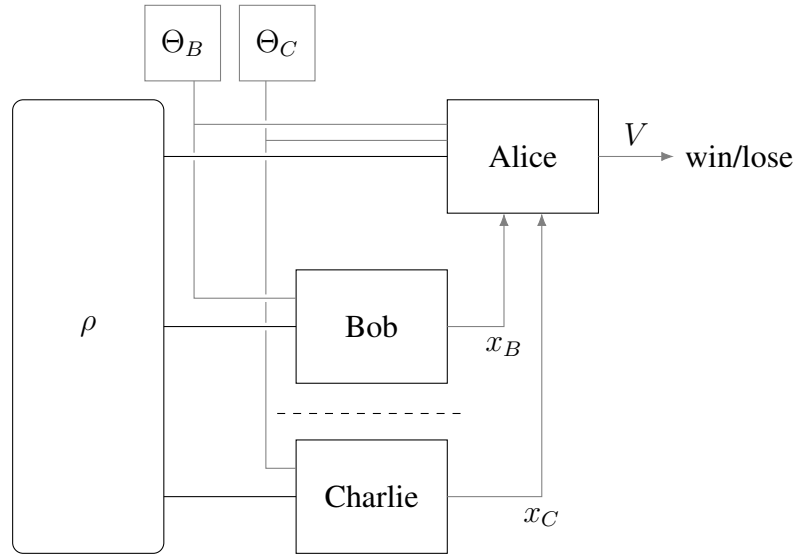 Θ_B Θ_C
Alice
V
win/lose
ρ
Bob
x_B
Charlie
x_C